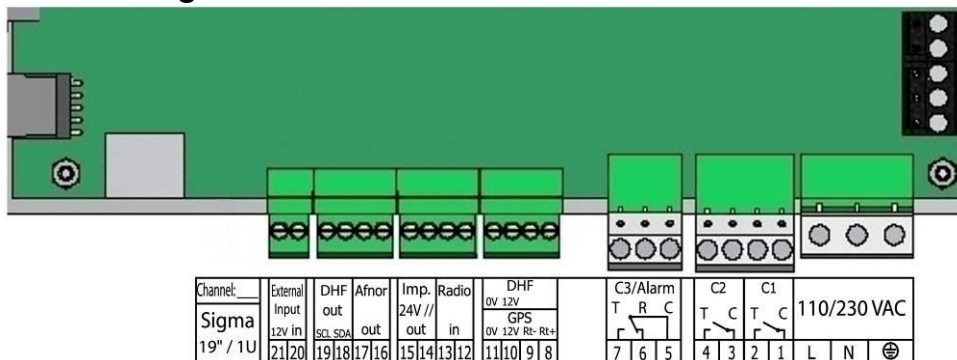 Channel:___
Sigma
19" / 1U
External
Input
12V in
21 20
DHF
out
SCL SDA
19 18
Afnor
out
17 16
Imp.
24V //
out
15 14
Radio
in
13 12
DHF
0V 12V
GPS
0V 12V Rt- Rt+
11 10 9 8
C3/Alarm
T R C
7 6 5
C2
T C
4 3
C1
T C
2 1
110/230 VAC
L N